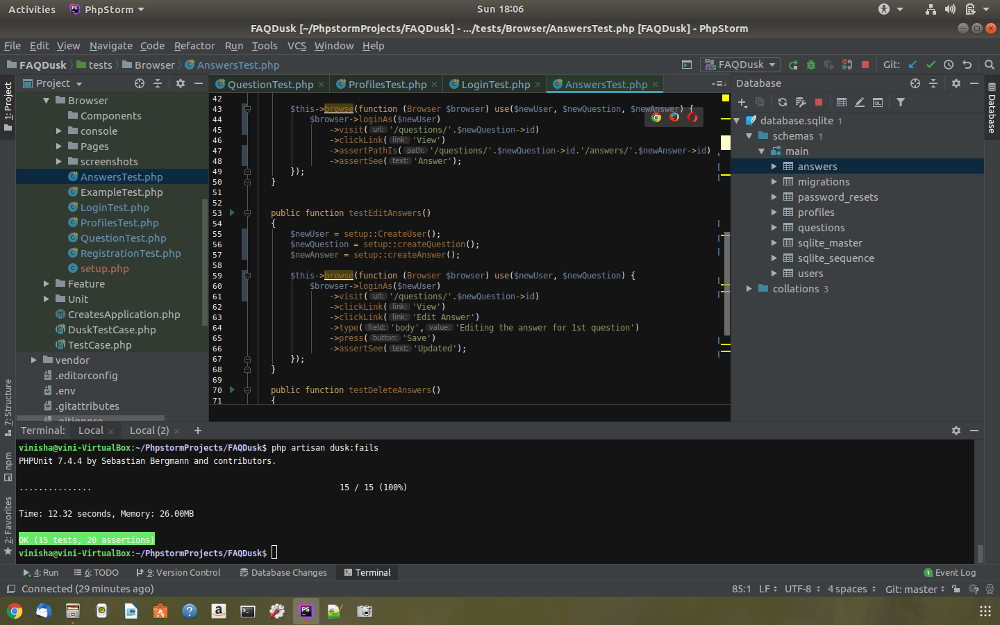 Activities PhpStorm Sun 18:06
FAQDusk [~/PhpstormProjects/FAQDusk] - .../tests/Browser/AnswersTest.php [FAQDusk] - PhpStorm
File Edit View Navigate Code Refactor Run Tools VCS Window Help
FAQDusk tests Browser AnswersTest.php FAQDusk Git:
1: Project
7: Structure
npm
2: Favorites
Project
Browser
Components
console
Pages
screenshots
AnswersTest.php
ExampleTest.php
LoginTest.php
ProfilesTest.php
QuestionTest.php
RegistrationTest.php
setup.php
Feature
Unit
CreatesApplication.php
DuskTestCase.php
TestCase.php
vendor
.editorconfig
.env
.gitattributes
.gitignore
QuestionTest.php ProfilesTest.php LoginTest.php AnswersTest.php
42
43 $this->browse(function (Browser $browser) use($newUser, $newQuestion, $newAnswer) {
44 $browser->loginAs($newUser)
45 ->visit( url: '/questions/'.$newQuestion->id)
46 ->clickLink( link: 'View')
47 ->assertPathIs( path: '/questions/'.$newQuestion->id.'/answers/'.$newAnswer->id)
48 ->assertSee( text: 'Answer');
49 });
50 }
51
52
53 public function testEditAnswers()
54 {
55 $newUser = setup::CreateUser();
56 $newQuestion = setup::createQuestion();
57 $newAnswer = setup::createAnswer();
58
59 $this->browse(function (Browser $browser) use($newUser, $newQuestion) {
60 $browser->loginAs($newUser)
61 ->visit( url: '/questions/'.$newQuestion->id)
62 ->clickLink( link: 'View')
63 ->clickLink( link: 'Edit Answer')
64 ->type( field: 'body', value: 'Editing the answer for 1st question')
65 ->press( button: 'Save')
66 ->assertSee( text: 'Updated');
67 });
68 }
69
70 public function testDeleteAnswers()
71 {
Database
database.sqlite 1
schemas 1
main
answers
migrations
password_resets
profiles
questions
sqlite_master
sqlite_sequence
users
collations 3
Database
Terminal: Local Local (2)
vinisha@vini-VirtualBox:~/PhpstormProjects/FAQDusk$ php artisan dusk:fails
PHPUnit 7.4.4 by Sebastian Bergmann and contributors.
............... 15 / 15 (100%)
Time: 12.32 seconds, Memory: 26.00MB
OK (15 tests, 20 assertions)
vinisha@vini-VirtualBox:~/PhpstormProjects/FAQDusk$
4: Run 6: TODO 9: Version Control Database Changes Terminal 1 Event Log
Connected (29 minutes ago) 85:1 LF UTF-8 4 spaces Git: master